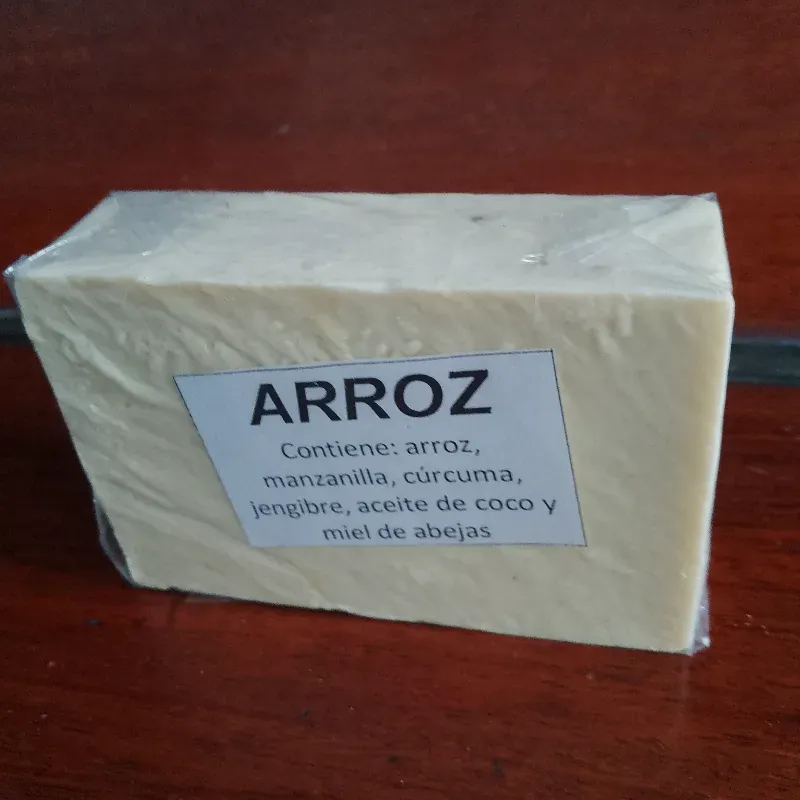 ARROZ
Contiene: arroz,
manzanilla, cúrcuma,
jengibre, aceite de coco y
miel de abejas